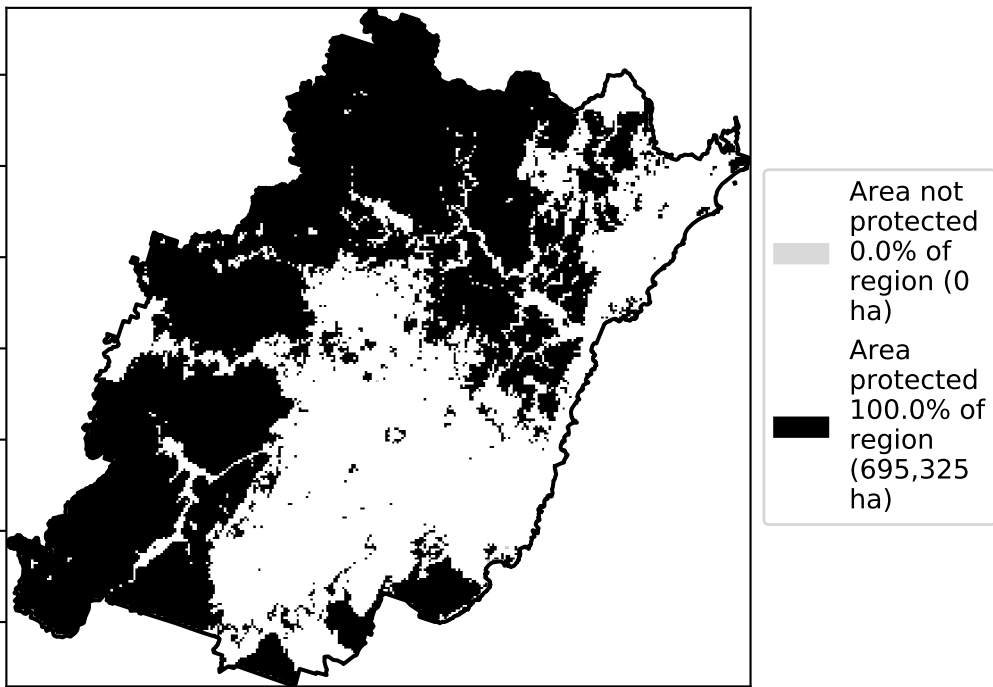 Area not
protected
0.0% of
region (0
ha)
Area
protected
100.0% of
region
(695,325
ha)